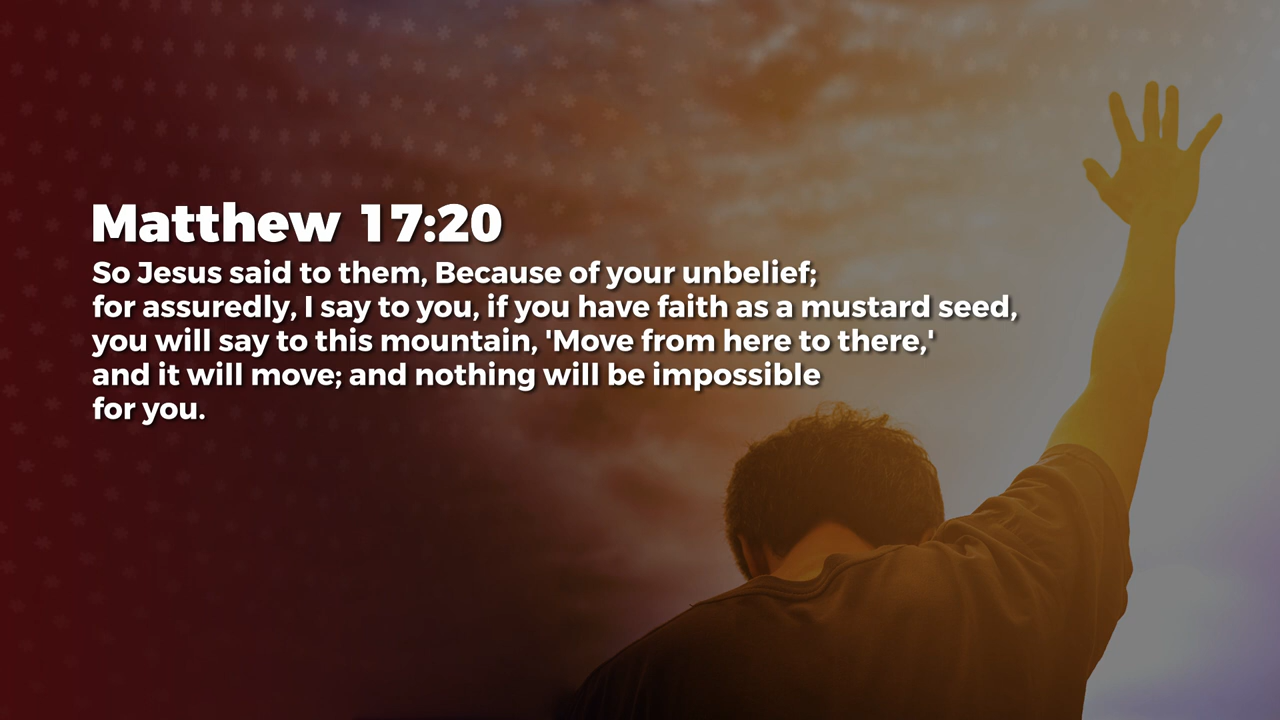 Matthew 17:20
So Jesus said to them, Because of your unbelief;
for assuredly, I say to you, if you have faith as a mustard seed,
you will say to this mountain, 'Move from here to there,'
and it will move; and nothing will be impossible
for you.